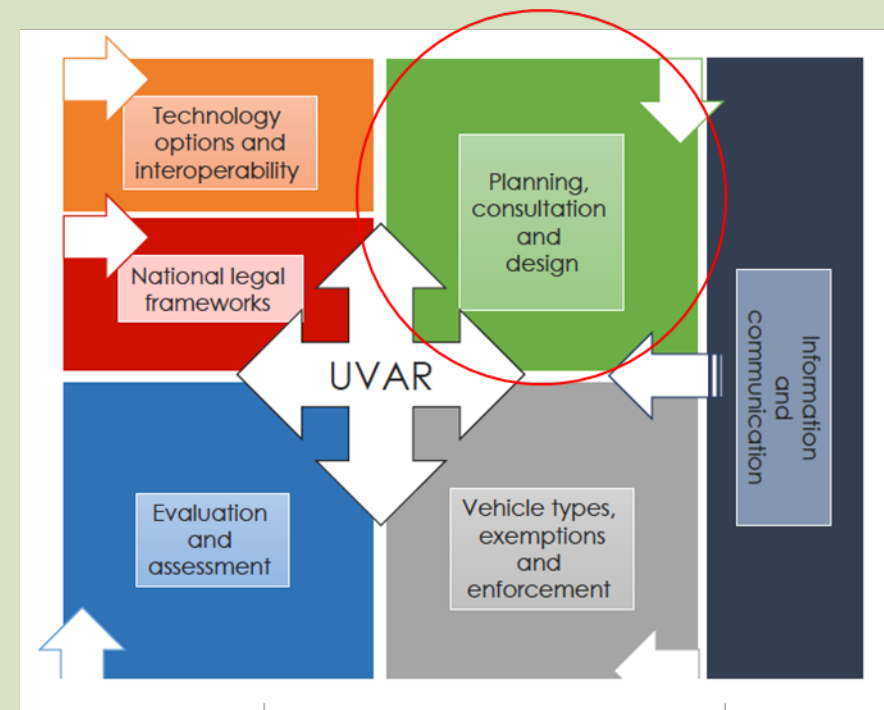 Technology
options and
interoperability
Planning,
consultation
and
design
National legal
frameworks
UVAR
Information
and
communication
Evaluation
and
assessment
Vehicle types,
exemptions
and
enforcement